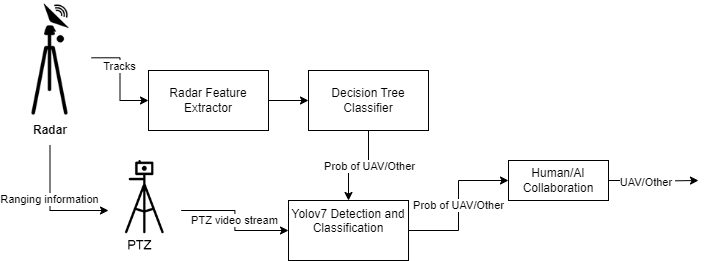 Tracks
Radar Feature
Extractor
Decision Tree
Classifier
Radar
Prob of UAV/Other
Human/AI
Collaboration
UAV/Other
Ranging information
PTZ
PTZ video stream
Yolov7 Detection and
Classification
Prob of UAV/Other